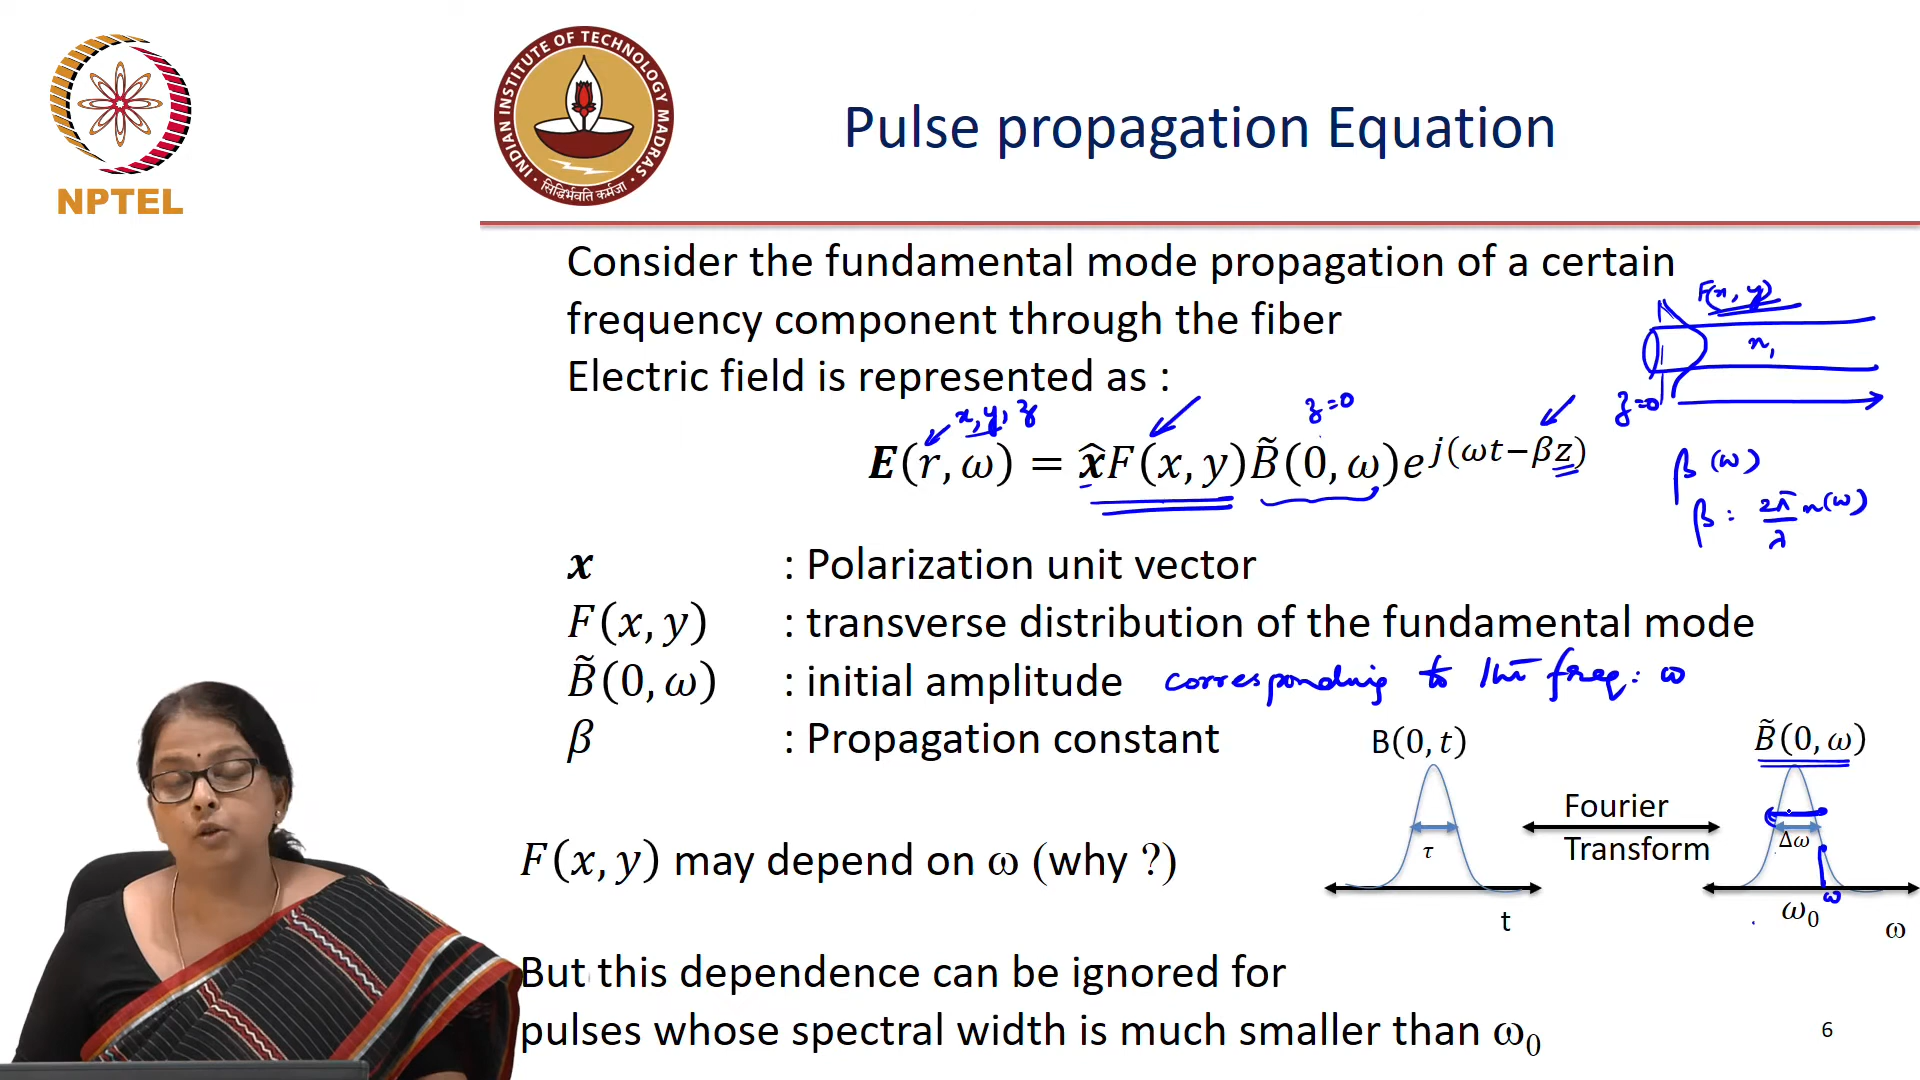 NPTEL
INDIAN INSTITUTE OF TECHNOLOGY MADRAS
सिद्धिर्भवति कर्मजा
Pulse propagation Equation
Consider the fundamental mode propagation of a certain
frequency component through the fiber
Electric field is represented as :
F(x, y)
n₁
z=0
x, y, z
z=0
𝑬(r, ω) = x̂F(x, y)B̃(0, ω)e^{j(ωt−βz)}
β(ω)
β = 2π/λ n(ω)
𝒙 : Polarization unit vector
F(x, y) : transverse distribution of the fundamental mode
B̃(0, ω) : initial amplitude corresponding to the freq: ω
β : Propagation constant
B(0, t)
B̃(0, ω)
Fourier
Transform
τ
Δω
ω
t
ω₀
ω
F(x, y) may depend on ω (why ?)
But this dependence can be ignored for
pulses whose spectral width is much smaller than ω₀
6